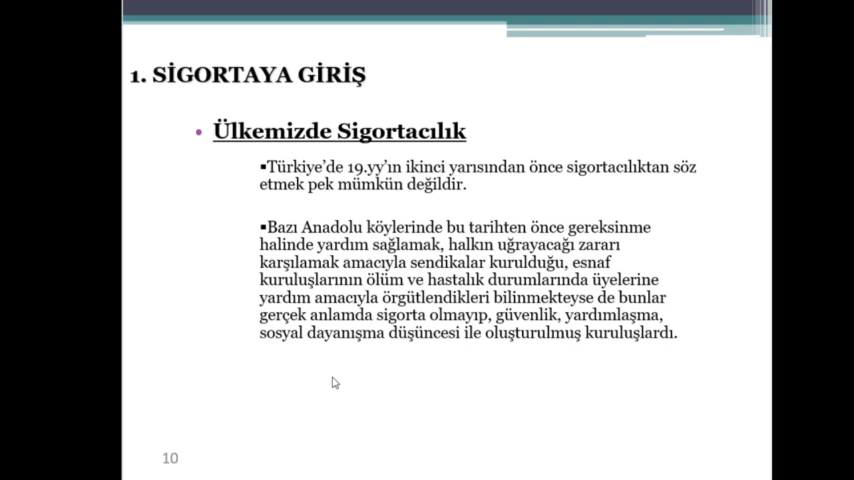 1. SİGORTAYA GİRİŞ
• Ülkemizde Sigortacılık
▪Türkiye'de 19.yy'ın ikinci yarısından önce sigortacılıktan söz
etmek pek mümkün değildir.
▪Bazı Anadolu köylerinde bu tarihten önce gereksinme
halinde yardım sağlamak, halkın uğrayacağı zararı
karşılamak amacıyla sendikalar kurulduğu, esnaf
kuruluşlarının ölüm ve hastalık durumlarında üyelerine
yardım amacıyla örgütlendikleri bilinmekteyse de bunlar
gerçek anlamda sigorta olmayıp, güvenlik, yardımlaşma,
sosyal dayanışma düşüncesi ile oluşturulmuş kuruluşlardı.
10